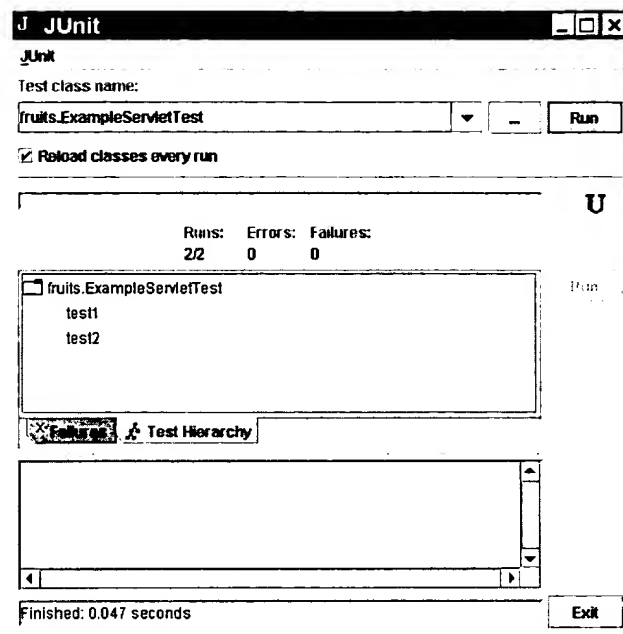 J JUnit
JUnit
Test class name:
fruits.ExampleServletTest
... Run
Reload classes every run
U
Runs: Errors: Failures:
2/2 0 0
fruits.ExampleServletTest
Run
test1
test2
Failures Test Hierarchy
Finished: 0.047 seconds
Exit